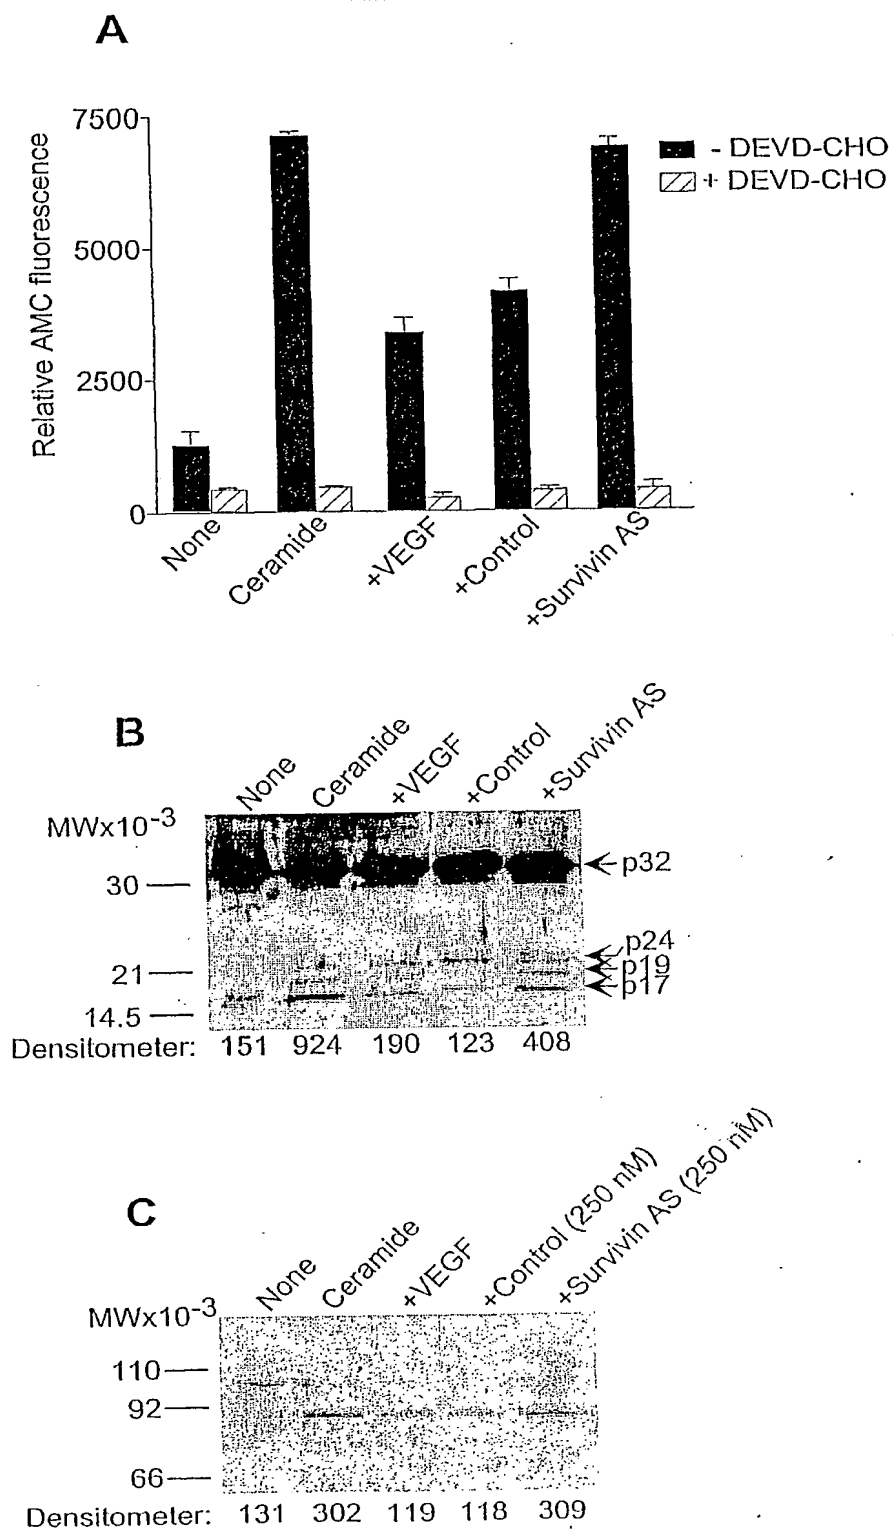 A
7500
5000
2500
0
Relative AMC fluorescence
- DEVD-CHO
+ DEVD-CHO
None
Ceramide
+VEGF
+Control
+Survivin AS
B
None
Ceramide
+VEGF
+Control
+Survivin AS
MWx10-3
30
21
14.5
p32
p24
p19
p17
Densitometer: 151 924 190 123 408
C
None
Ceramide
+VEGF
+Control (250 nM)
+Survivin AS (250 nM)
MWx10-3
110
92
66
Densitometer: 131 302 119 118 309